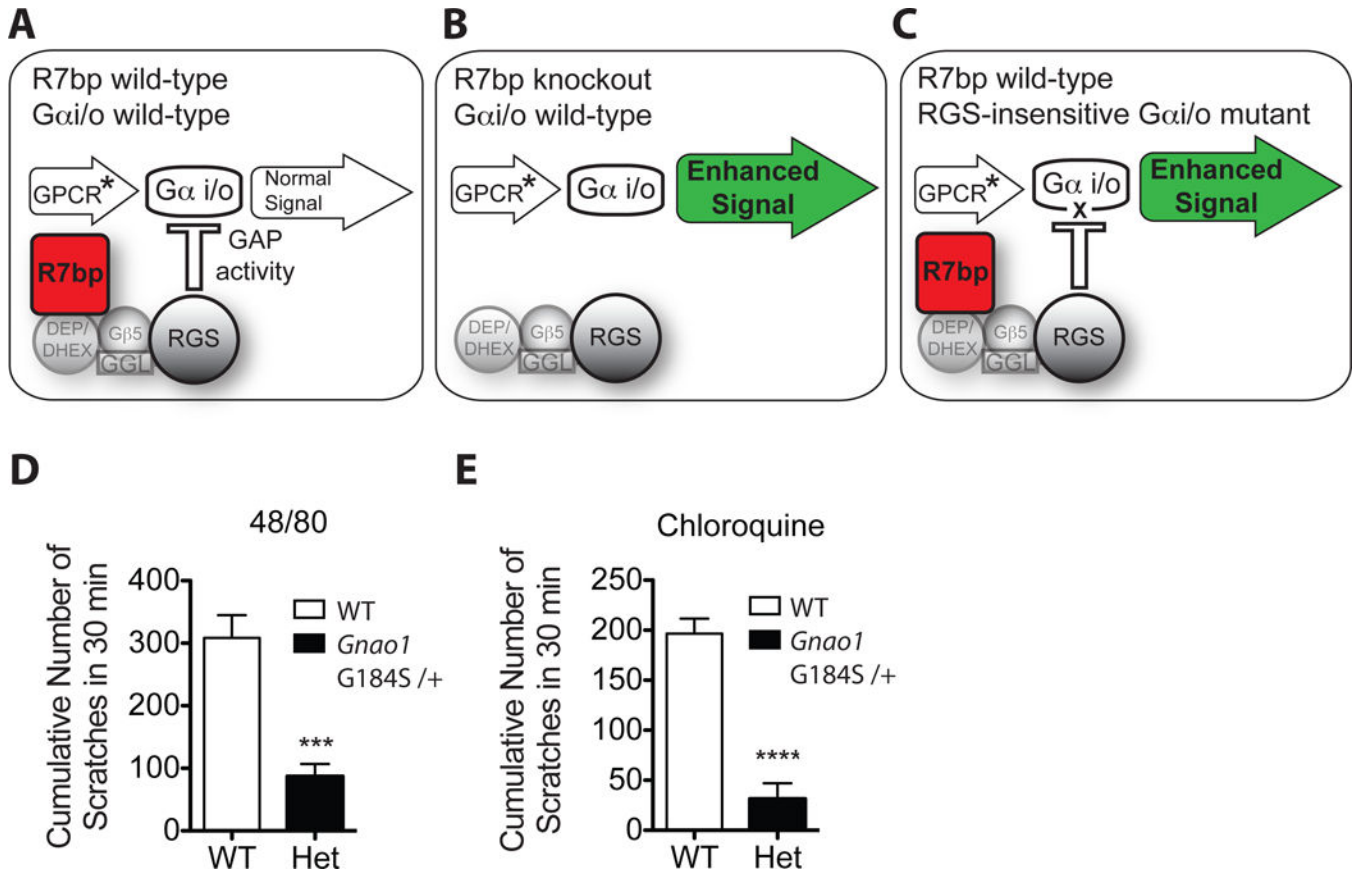 A
R7bp wild-type
Gαi/o wild-type
GPCR*
Gα i/o
Normal
Signal
R7bp
GAP
activity
DEP/
DHEX
Gβ5
GGL
RGS
B
R7bp knockout
Gαi/o wild-type
GPCR*
Gα i/o
Enhanced
Signal
DEP/
DHEX
Gβ5
GGL
RGS
C
R7bp wild-type
RGS-insensitive Gαi/o mutant
GPCR*
Gα i/o
x
Enhanced
Signal
R7bp
DEP/
DHEX
Gβ5
GGL
RGS
D
48/80
Cumulative Number of
Scratches in 30 min
400
300
200
100
0
WT
Gnao1
G184S /+
***
WT
Het
E
Chloroquine
Cumulative Number of
Scratches in 30 min
250
200
150
100
50
0
WT
Gnao1
G184S /+
****
WT
Het